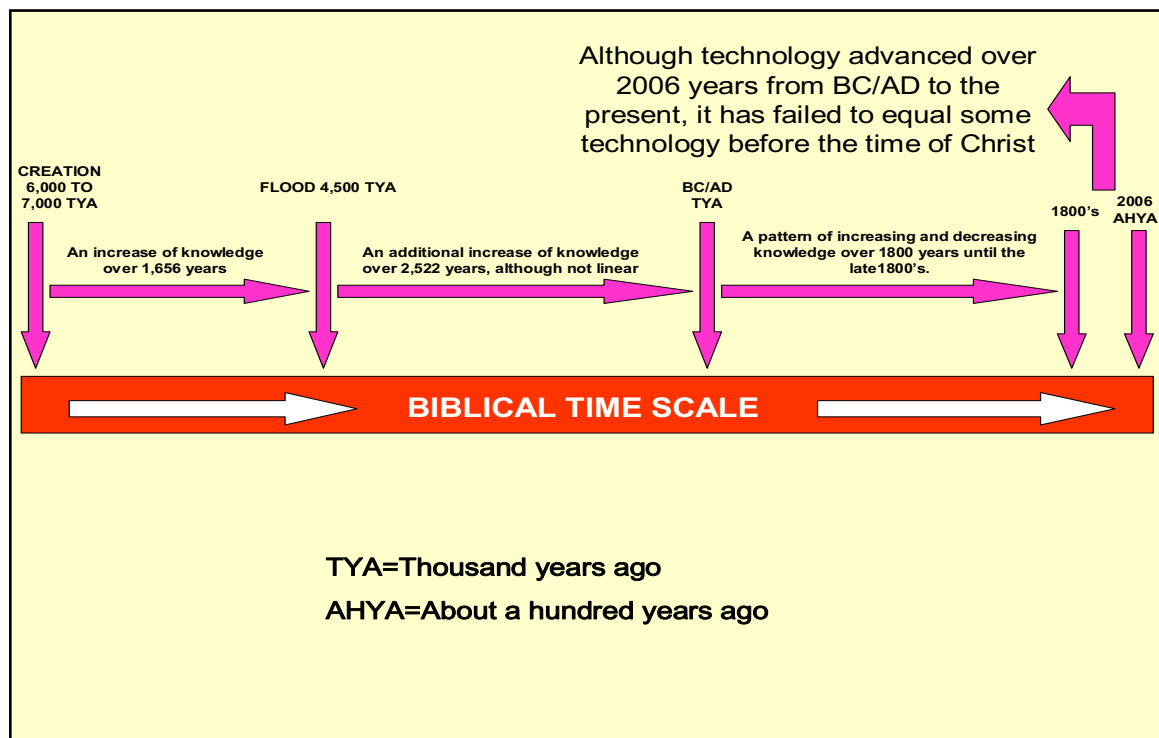 Although technology advanced over
2006 years from BC/AD to the
present, it has failed to equal some
technology before the time of Christ
CREATION
6,000 TO
7,000 TYA
FLOOD 4,500 TYA
BC/AD
TYA
1800's
2006
AHYA
An increase of knowledge
over 1,656 years
An additional increase of knowledge
over 2,522 years, although not linear
A pattern of increasing and decreasing
knowledge over 1800 years until the
late1800's.
BIBLICAL TIME SCALE
TYA=Thousand years ago
AHYA=About a hundred years ago